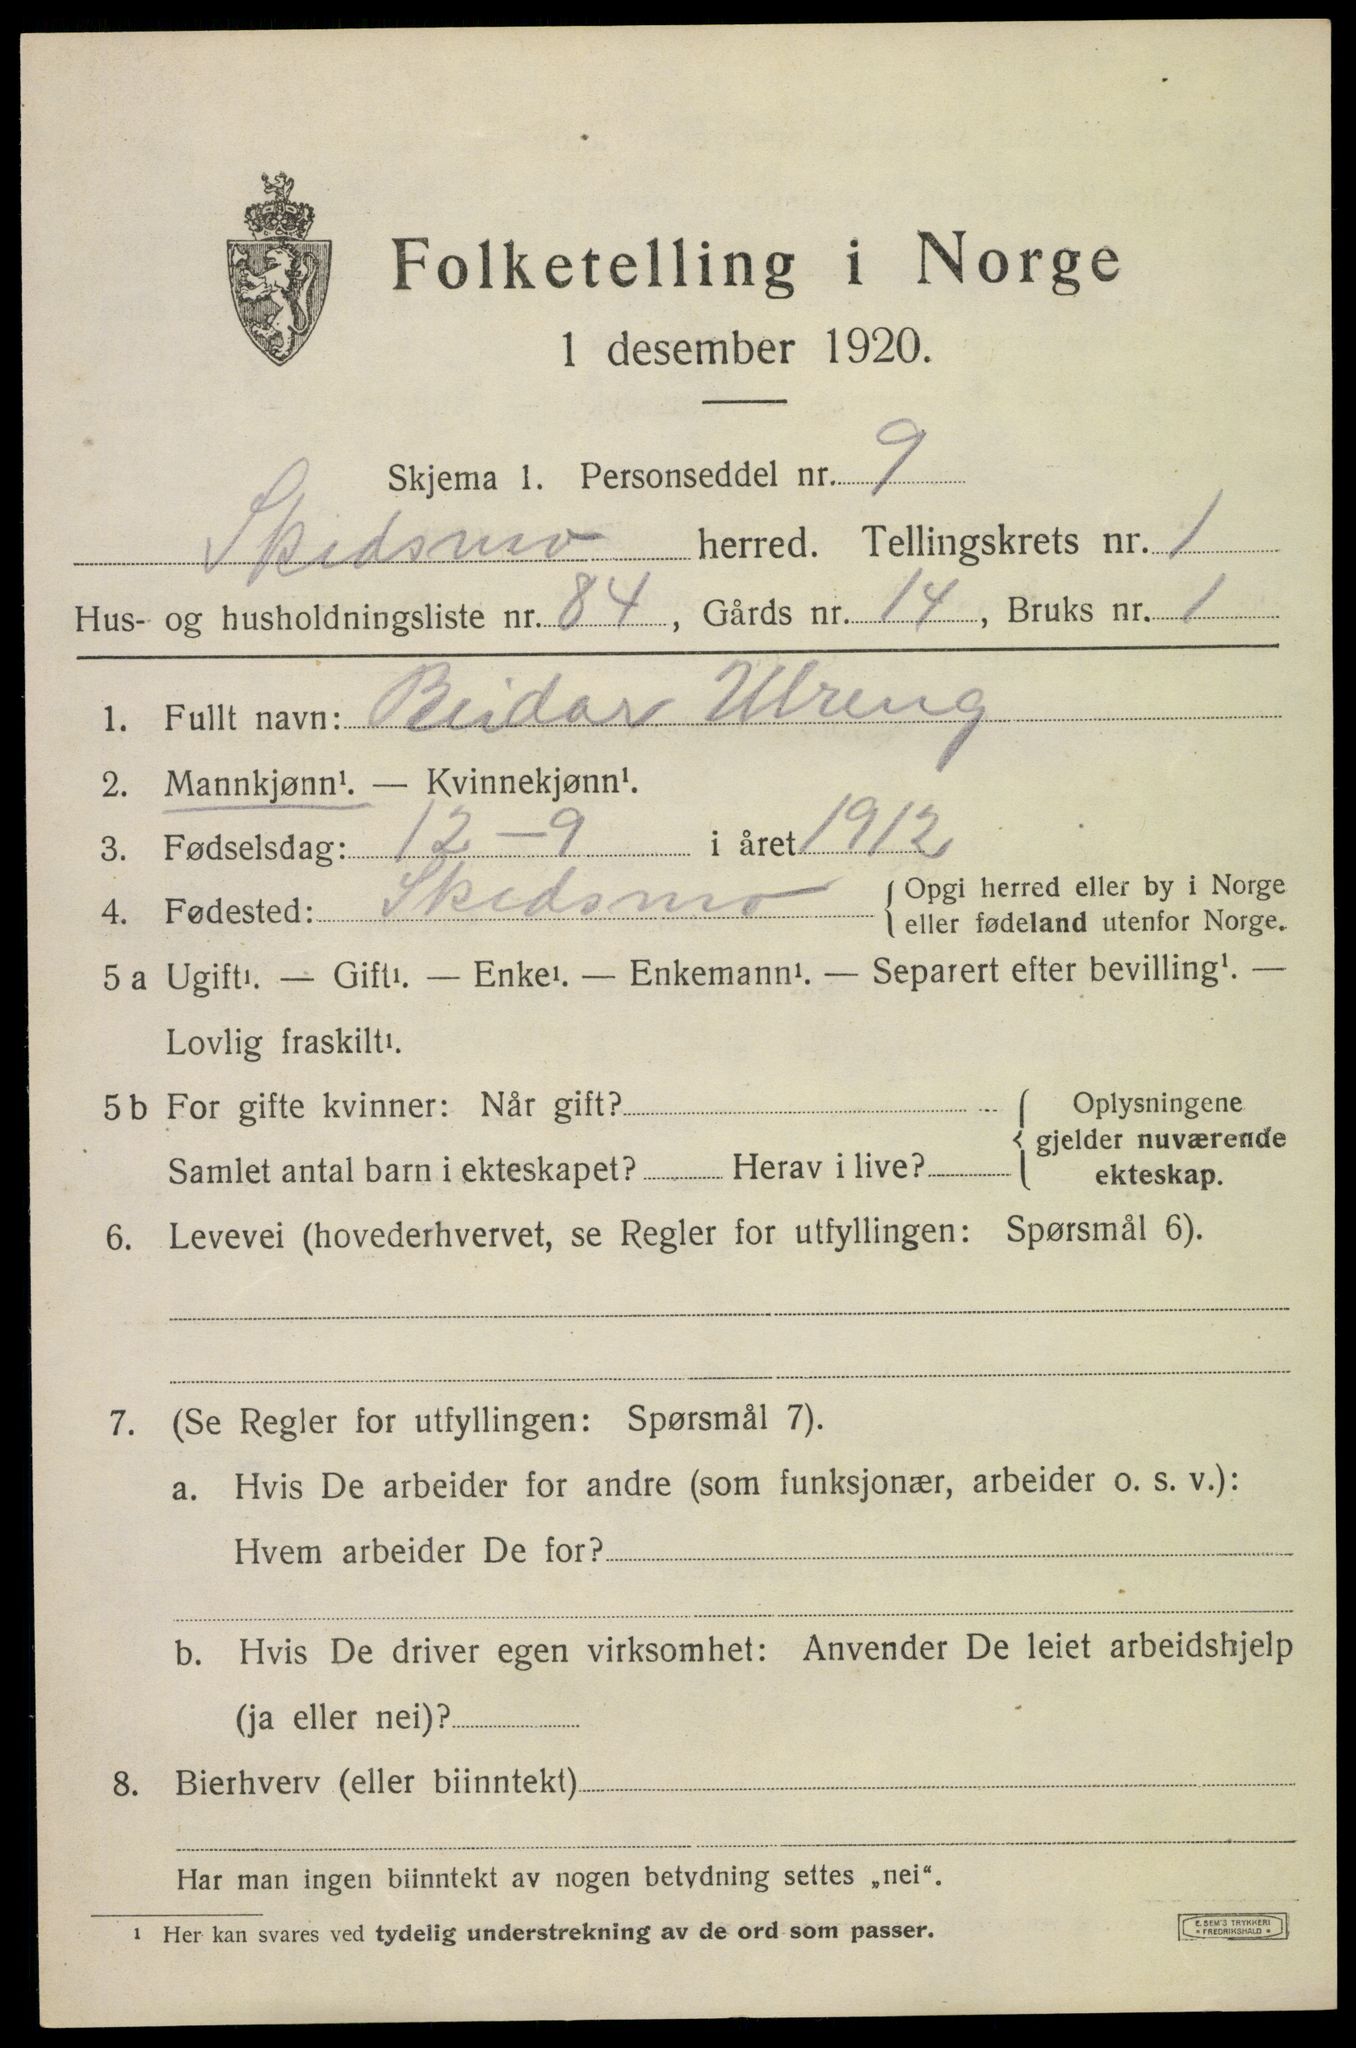 Folketelling i Norge
1 desember 1920.
Skjema 1. Personseddel nr. 9
Skedsmo herred. Tellingskrets nr. 1
Hus- og husholdningsliste nr. 84, Gårds nr. 14, Bruks nr. 1
1. Fullt navn: Reidar Ulreng
2. Mannkjønn¹. — Kvinnekjønn¹.
3. Fødselsdag: 12-9 i året 1912
4. Fødested: Skedsmo { Opgi herred eller by i Norge
eller fødeland utenfor Norge.
5 a Ugift¹. — Gift¹. — Enke¹. — Enkemann¹. — Separert efter bevilling¹. —
Lovlig fraskilt¹.
5 b For gifte kvinner: Når gift? { Oplysningene
gjelder nuværende
Samlet antal barn i ekteskapet? Herav i live? ekteskap.
6. Levevei (hovederhvervet, se Regler for utfyllingen: Spørsmål 6).
7. (Se Regler for utfyllingen: Spørsmål 7).
a. Hvis De arbeider for andre (som funksjonær, arbeider o. s. v.):
Hvem arbeider De for?
b. Hvis De driver egen virksomhet: Anvender De leiet arbeidshjelp
(ja eller nei)?
8. Bierhverv (eller biinntekt)
Har man ingen biinntekt av nogen betydning settes „nei“.
¹ Her kan svares ved tydelig understrekning av de ord som passer.
E. SEM'S TRYKKERI
• FREDRIKSHALD •